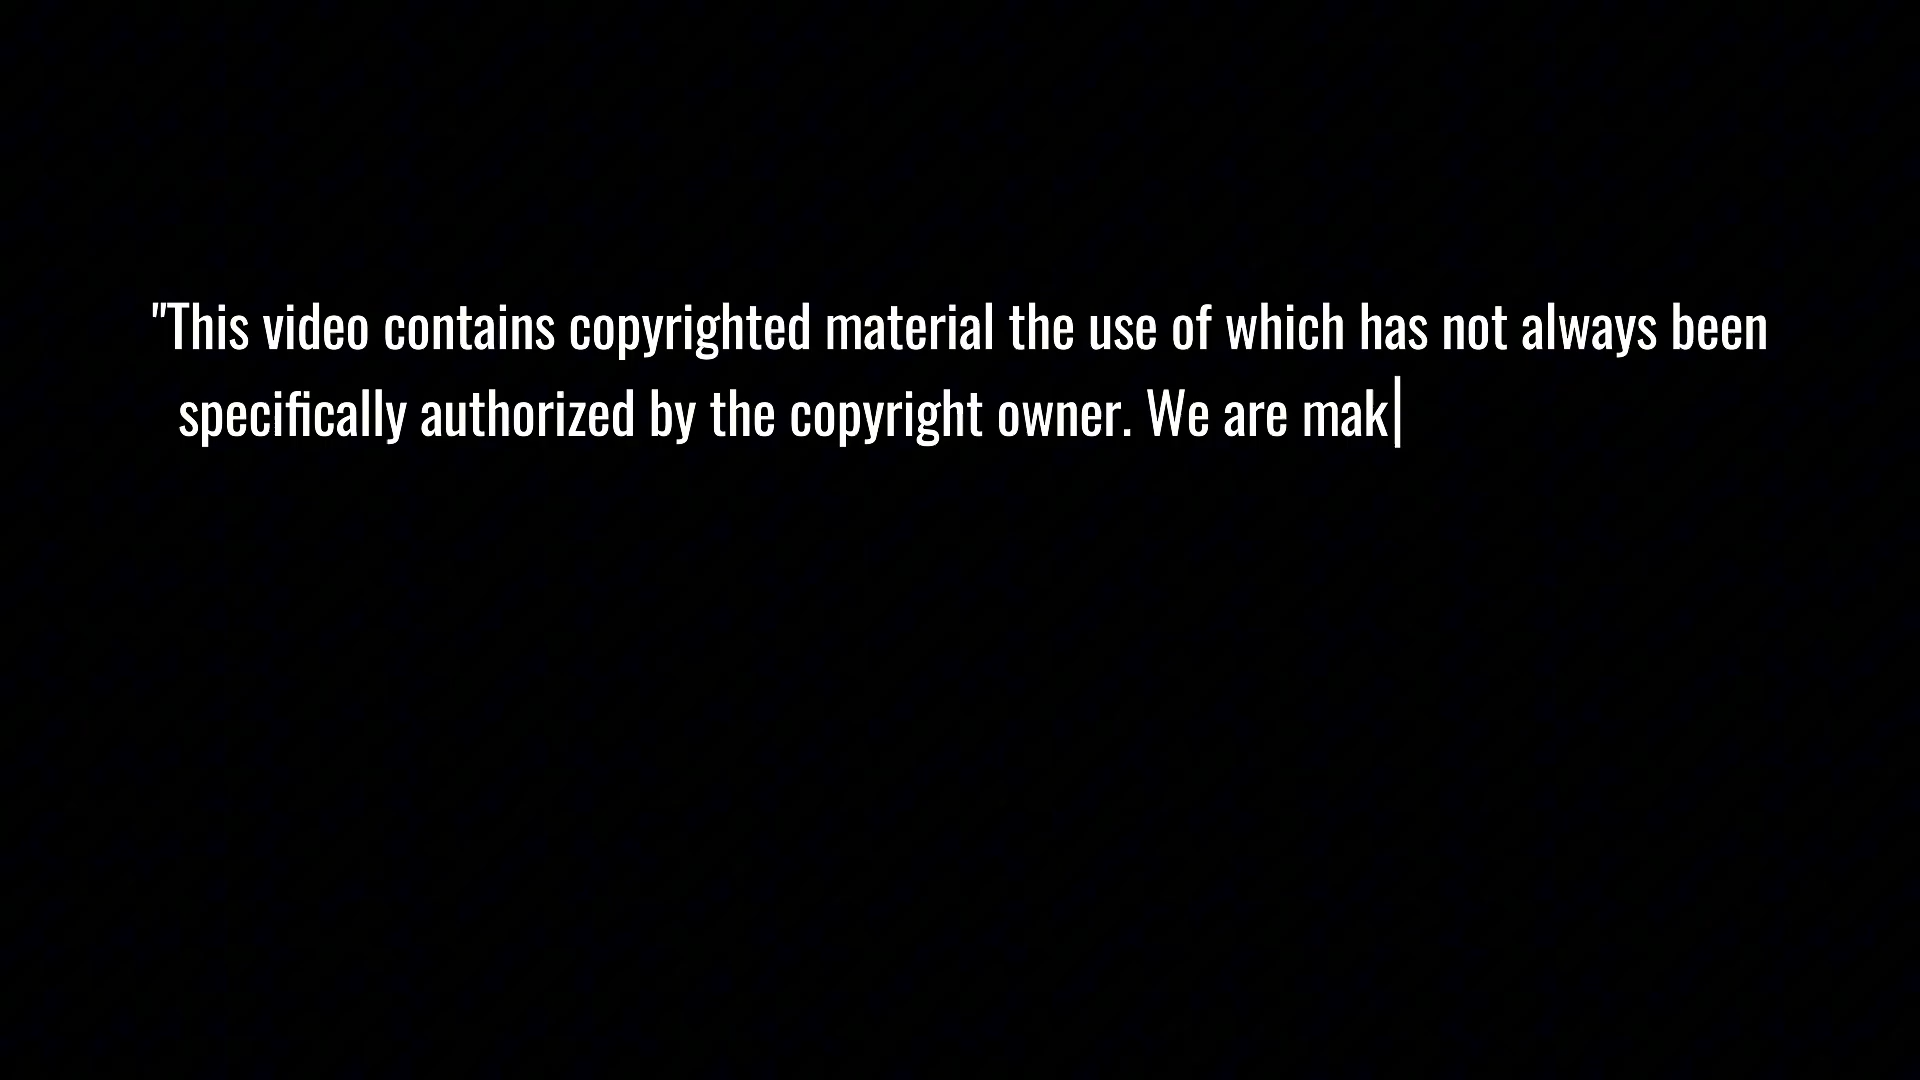 "This video contains copyrighted material the use of which has not always been
specifically authorized by the copyright owner. We are mak